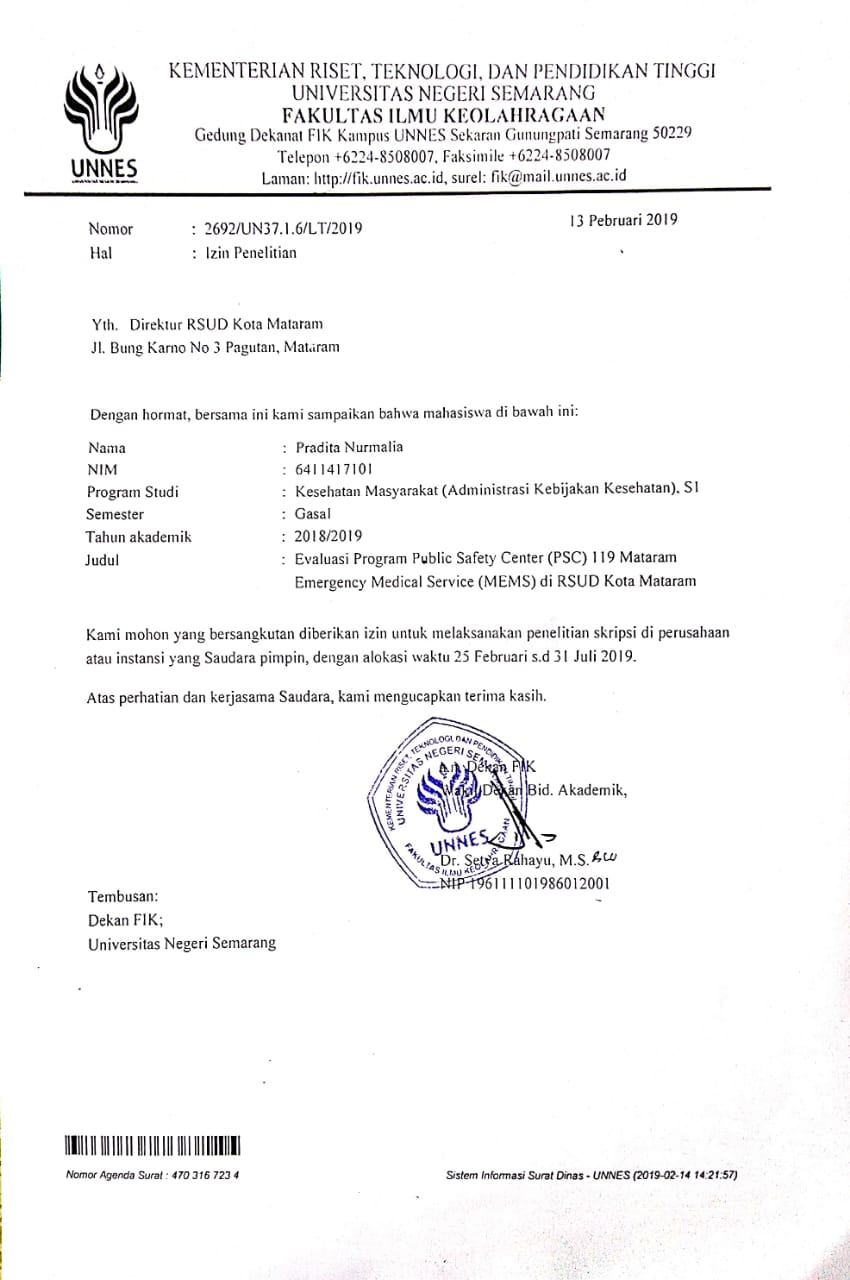 KEMENTERIAN RISET, TEKNOLOGI, DAN PENDIDIKAN TINGGI
UNIVERSITAS NEGERI SEMARANG
FAKULTAS ILMU KEOLAHRAGAAN
Gedung Dekanat FIK Kampus UNNES Sekaran Gunungpati Semarang 50229
Telepon +6224-8508007, Faksimile +6224-8508007
Laman: http://fik.unnes.ac.id, surel: fik@mail.unnes.ac.id
UNNES
13 Pebruari 2019
Nomor : 2692/UN37.1.6/LT/2019
Hal : Izin Penelitian
Yth. Direktur RSUD Kota Mataram
Jl. Bung Karno No 3 Pagutan, Mataram
Dengan hormat, bersama ini kami sampaikan bahwa mahasiswa di bawah ini:
Nama : Pradita Nurmalia
NIM : 6411417101
Program Studi : Kesehatan Masyarakat (Administrasi Kebijakan Kesehatan), S1
Semester : Gasal
Tahun akademik : 2018/2019
Judul : Evaluasi Program Public Safety Center (PSC) 119 Mataram
Emergency Medical Service (MEMS) di RSUD Kota Mataram
Kami mohon yang bersangkutan diberikan izin untuk melaksanakan penelitian skripsi di perusahaan
atau instansi yang Saudara pimpin, dengan alokasi waktu 25 Februari s.d 31 Juli 2019.
Atas perhatian dan kerjasama Saudara, kami mengucapkan terima kasih.
KEMENTERIAN RISET, TEKNOLOGI DAN PENDIDIKAN TINGGI
UNIVERSITAS NEGERI SEMARANG
UNNES
FAKULTAS ILMU KEOLAHRAGAAN
a.n. Dekan FIK
Wakil Dekan Bid. Akademik,
Dr. Setya Rahayu, M.S.
NIP 196111101986012001
Tembusan:
Dekan FIK;
Universitas Negeri Semarang
Nomor Agenda Surat : 470 316 723 4
Sistem Informasi Surat Dinas - UNNES (2019-02-14 14:21:57)